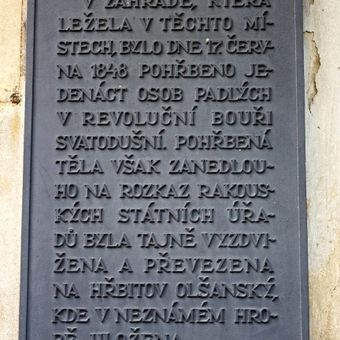 V ZAHRADĚ, KTERÁ
LEŽELA V TĚCHTO MÍ-
STECH, BYLO DNE 17. ČERV-
NA 1848 POHŘBENO JE-
DENÁCT OSOB PADLÝCH
V REVOLUČNÍ BOUŘI
SVATODUŠNÍ. POHŘBENÁ
TĚLA VŠAK ZANEDLOU-
HO NA ROZKAZ RAKOUS-
KÝCH STÁTNÍCH ÚŘA-
DŮ BYLA TAJNĚ VYZDVI-
ŽENA A PŘEVEZENA
NA HŘBITOV OLŠANSKÝ,
KDE V NEZNÁMÉM HRO-
BĚ ULOŽENA